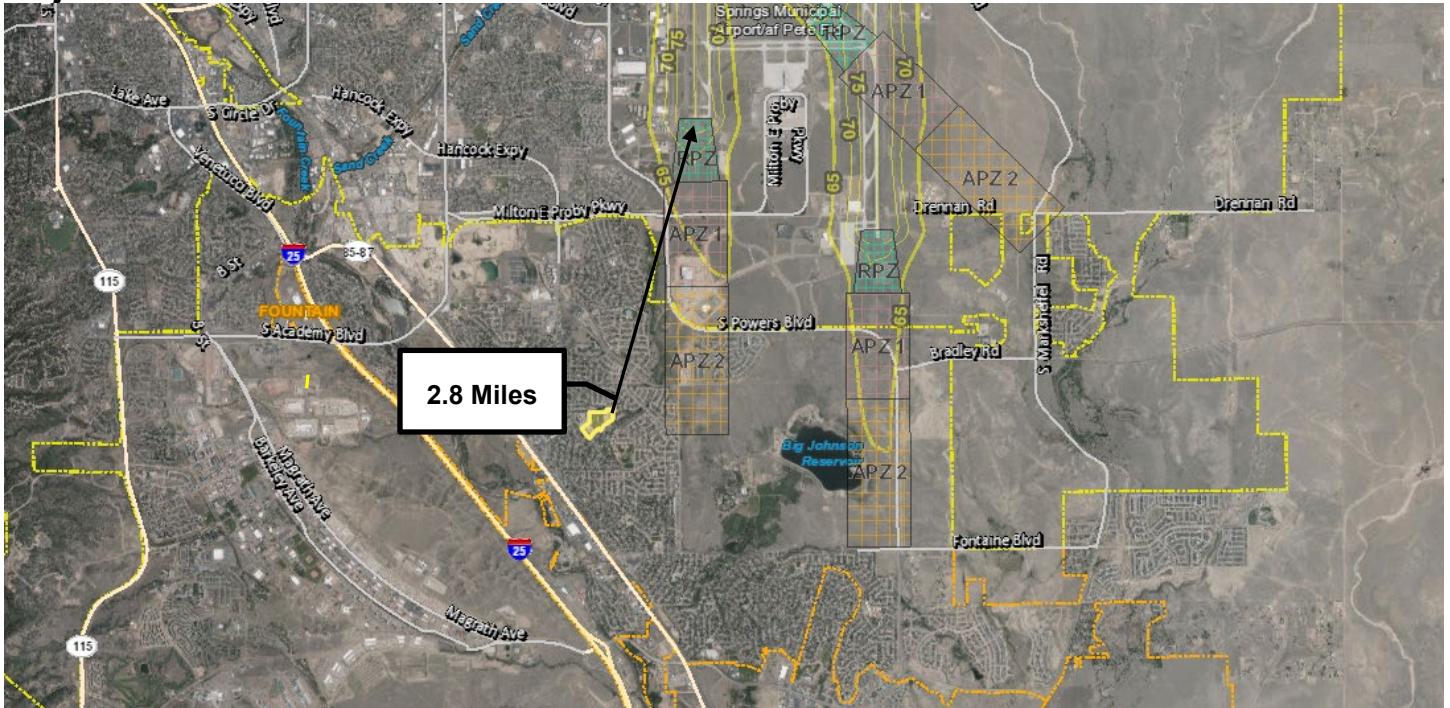 Springs Municipal
Airport/af Pete Fld
RPZ
70
75
70
70
75
APZ 1
70
Lake Ave
S Circle Dr
Hancock Expy
Sand Creek
Fountain Creek
Sand Creek
Hancock Expy
Venetucci Blvd
RPZ
65
65
Milton E Proby Pkwy
APZ 2
Milton E Proby Pkwy
Drennan Rd
Drennan Rd
APZ 1
25
85-87
8 St
115
RPZ
FOUNTAIN
S Academy Blvd
B St
S Powers Blvd
65
APZ 1
Bradley Rd
S Marksheffel Rd
APZ 2
2.8 Miles
Big Johnson
Reservoir
APZ 2
Magrath Ave
Barkeley Ave
25
Fontaine Blvd
Magrath Ave
115